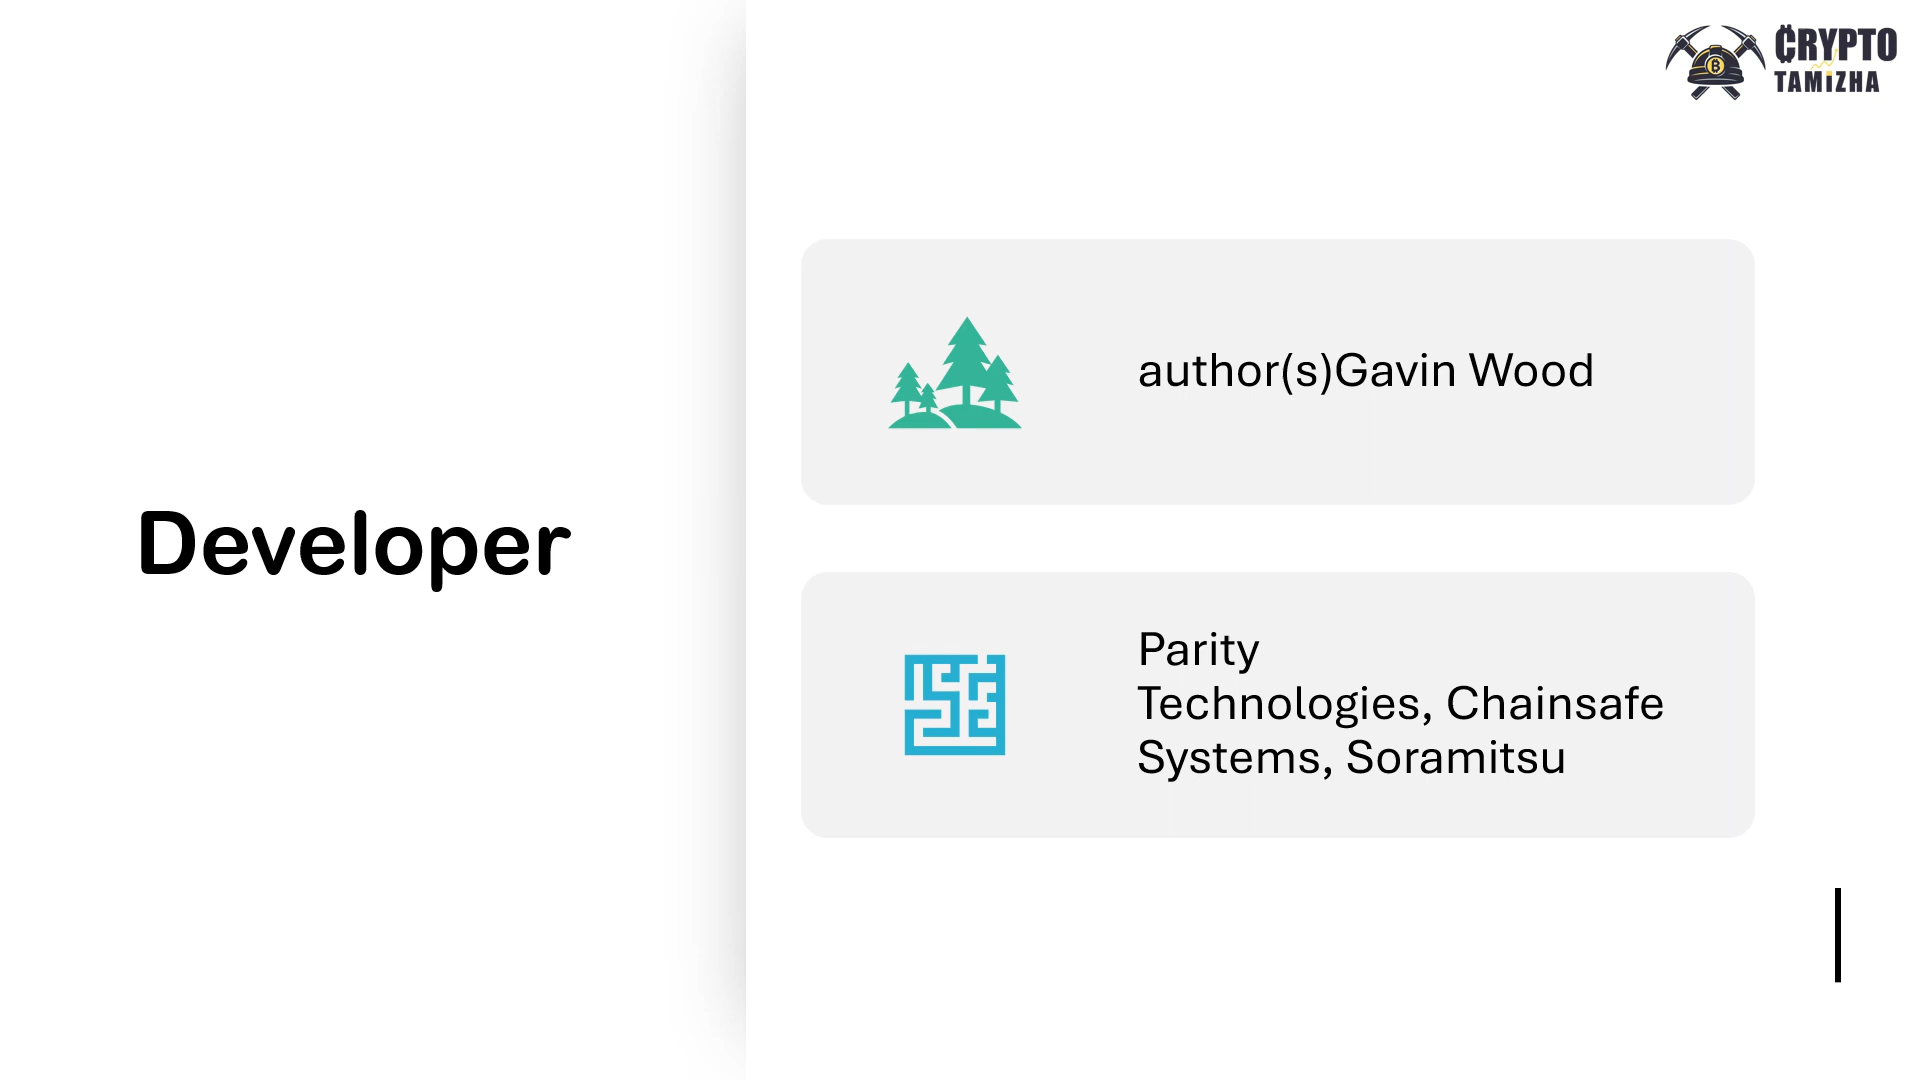 CRYPTO
TAMIZHA
Developer
author(s)Gavin Wood
Parity
Technologies, Chainsafe
Systems, Soramitsu